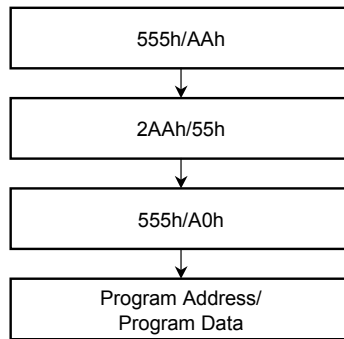 555h/AAh
2AAh/55h
555h/A0h
Program Address/
Program Data